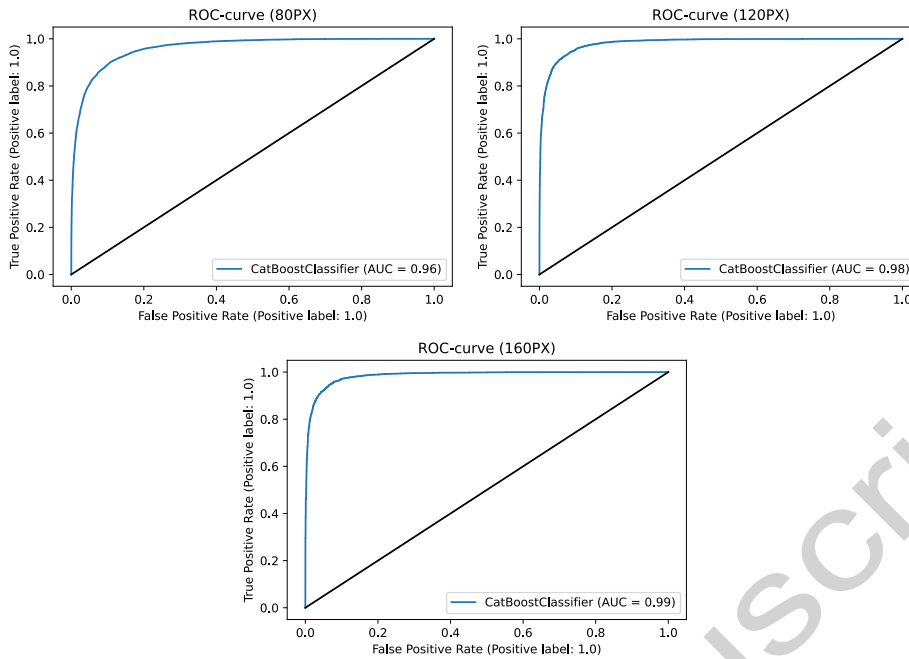 ROC-curve (80PX)
True Positive Rate (Positive label: 1.0)
1.0
0.8
0.6
0.4
0.2
0.0
CatBoostClassifier (AUC = 0.96)
0.0 0.2 0.4 0.6 0.8 1.0
False Positive Rate (Positive label: 1.0)
ROC-curve (120PX)
True Positive Rate (Positive label: 1.0)
1.0
0.8
0.6
0.4
0.2
0.0
CatBoostClassifier (AUC = 0.98)
0.0 0.2 0.4 0.6 0.8 1.0
False Positive Rate (Positive label: 1.0)
ROC-curve (160PX)
True Positive Rate (Positive label: 1.0)
1.0
0.8
0.6
0.4
0.2
0.0
CatBoostClassifier (AUC = 0.99)
0.0 0.2 0.4 0.6 0.8 1.0
False Positive Rate (Positive label: 1.0)
uscri